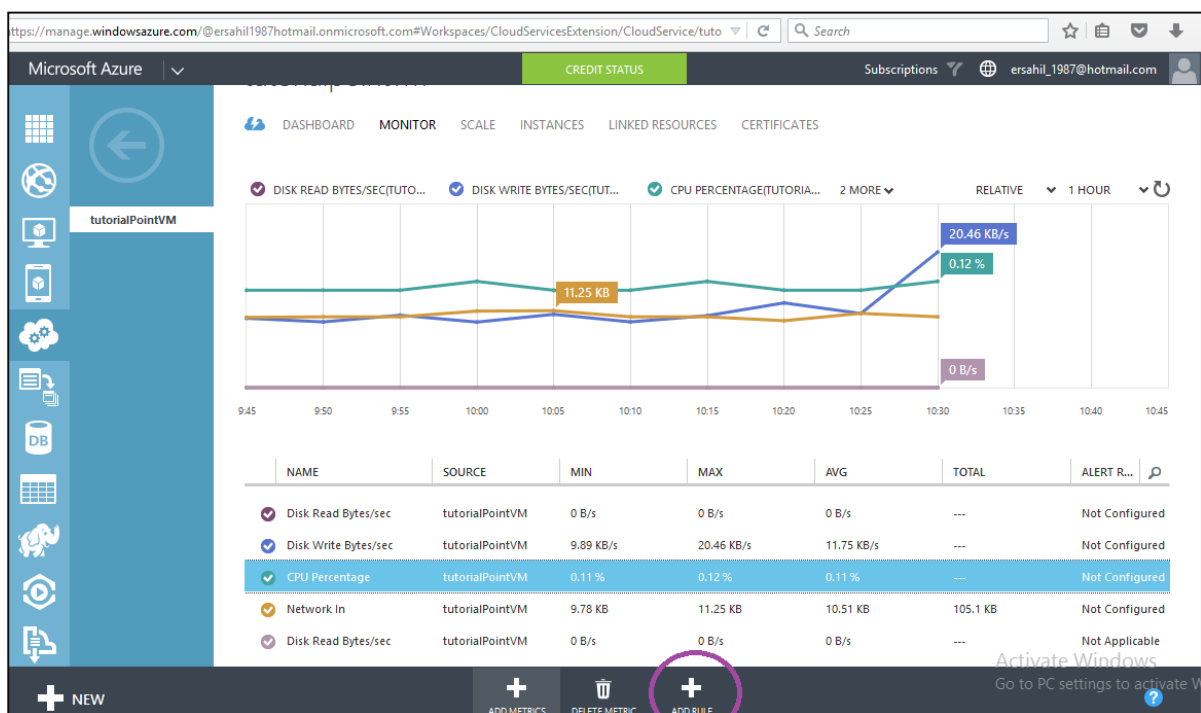 ttps://manage.windowsazure.com/@ersahil1987hotmail.onmicrosoft.com#Workspaces/CloudServicesExtension/CloudService/tuto Search
Microsoft Azure CREDIT STATUS Subscriptions ersahil_1987@hotmail.com
DASHBOARD MONITOR SCALE INSTANCES LINKED RESOURCES CERTIFICATES
DISK READ BYTES/SEC(TUTO... DISK WRITE BYTES/SEC(TUT... CPU PERCENTAGE(TUTORIA... 2 MORE RELATIVE 1 HOUR
tutorialPointVM
20.46 KB/s
0.12 %
11.25 KB
0 B/s
9:45 9:50 9:55 10:00 10:05 10:10 10:15 10:20 10:25 10:30 10:35 10:40 10:45
DB
NAME SOURCE MIN MAX AVG TOTAL ALERT R...
Disk Read Bytes/sec tutorialPointVM 0 B/s 0 B/s 0 B/s --- Not Configured
Disk Write Bytes/sec tutorialPointVM 9.89 KB/s 20.46 KB/s 11.75 KB/s --- Not Configured
CPU Percentage tutorialPointVM 0.11 % 0.12 % 0.11 % --- Not Configured
Network In tutorialPointVM 9.78 KB 11.25 KB 10.51 KB 105.1 KB Not Configured
Disk Read Bytes/sec tutorialPointVM 0 B/s 0 B/s 0 B/s --- Not Applicable
Activate Windows
Go to PC settings to activate W
NEW ADD METRICS DELETE METRIC ADD RULE